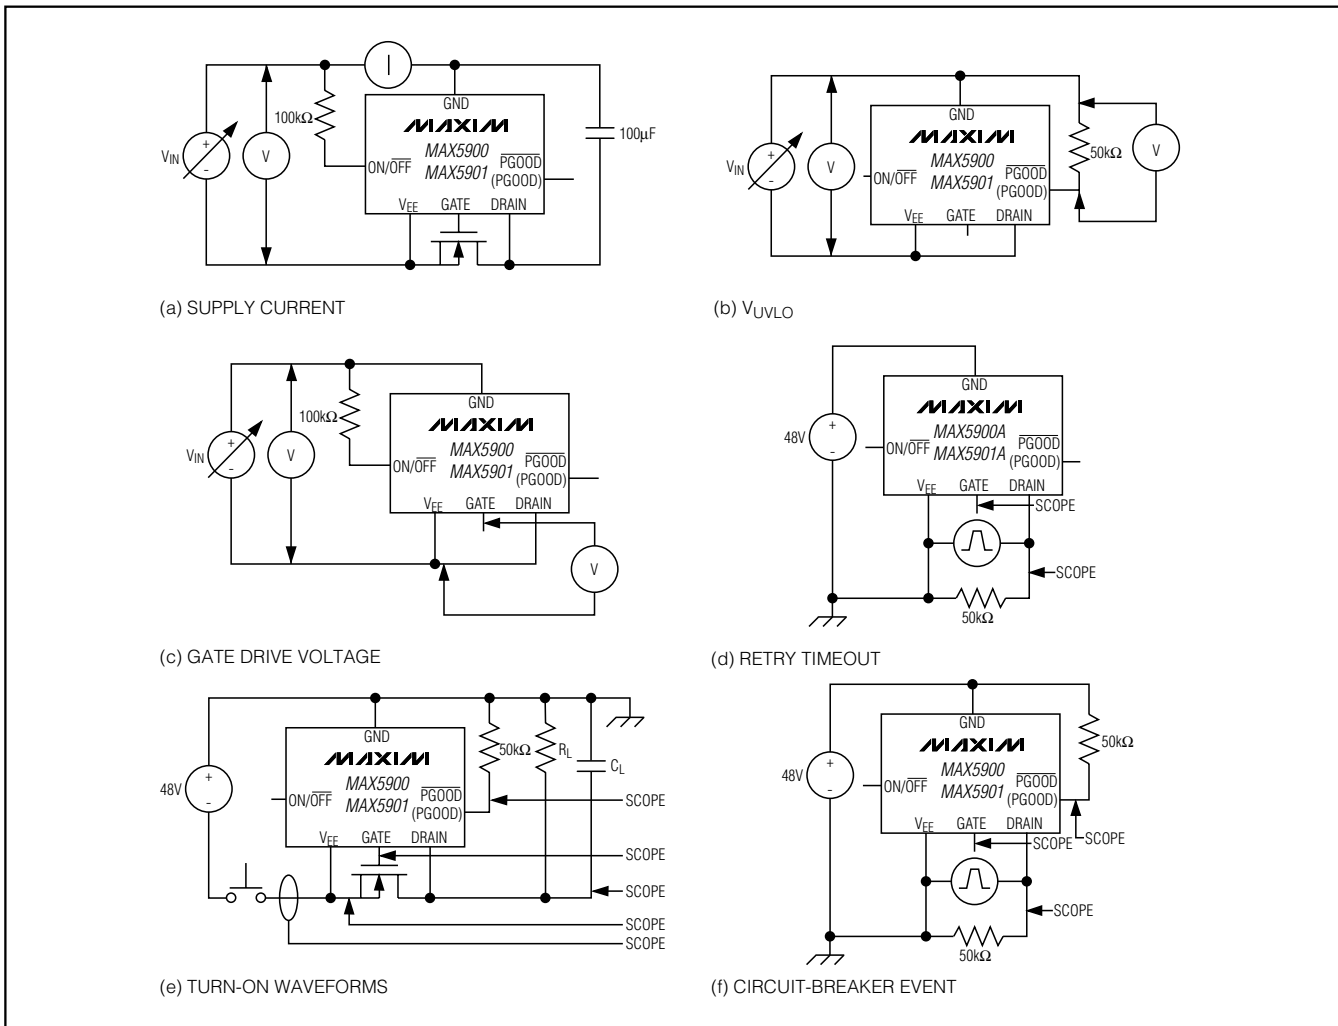 I
GND
100kΩ
MAXIM
100µF
VIN
+
-
V
MAX5900
MAX5901
ON/OFF
PGOOD
(PGOOD)
VEE
GATE
DRAIN
(a) SUPPLY CURRENT
GND
MAXIM
VIN
+
-
V
MAX5900
MAX5901
ON/OFF
PGOOD
(PGOOD)
50kΩ
V
VEE
GATE
DRAIN
(b) VUVLO
GND
100kΩ
MAXIM
VIN
+
-
V
MAX5900
MAX5901
ON/OFF
PGOOD
(PGOOD)
VEE
GATE
DRAIN
V
(c) GATE DRIVE VOLTAGE
GND
MAXIM
48V
+
-
MAX5900A
MAX5901A
ON/OFF
PGOOD
(PGOOD)
VEE
GATE
DRAIN
SCOPE
SCOPE
50kΩ
(d) RETRY TIMEOUT
GND
MAXIM
50kΩ
RL
CL
48V
+
-
MAX5900
MAX5901
ON/OFF
PGOOD
(PGOOD)
VEE
GATE
DRAIN
SCOPE
SCOPE
SCOPE
SCOPE
SCOPE
(e) TURN-ON WAVEFORMS
GND
MAXIM
50kΩ
48V
+
-
MAX5900
MAX5901
ON/OFF
PGOOD
(PGOOD)
VEE
GATE
DRAIN
SCOPE
SCOPE
SCOPE
50kΩ
(f) CIRCUIT-BREAKER EVENT